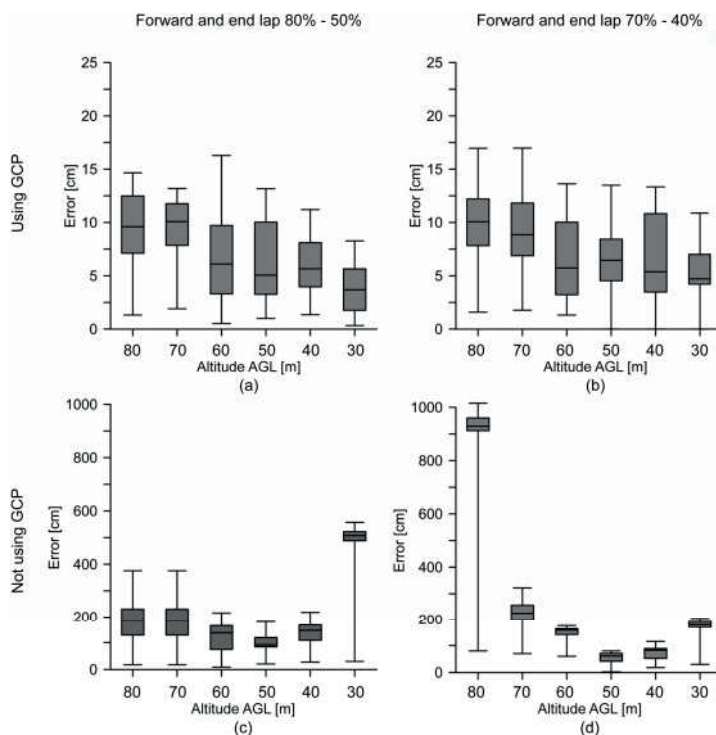 Forward and end lap 80% - 50%
Forward and end lap 70% - 40%
Using GCP
Error [cm]
25
20
15
10
5
0
80 70 60 50 40 30
Altitude AGL [m]
(a)
Error [cm]
25
20
15
10
5
0
80 70 60 50 40 30
Altitude AGL [m]
(b)
Not using GCP
Error [cm]
1000
800
600
400
200
0
80 70 60 50 40 30
Altitude AGL [m]
(c)
Error [cm]
1000
800
600
400
200
0
80 70 60 50 40 30
Altitude AGL [m]
(d)